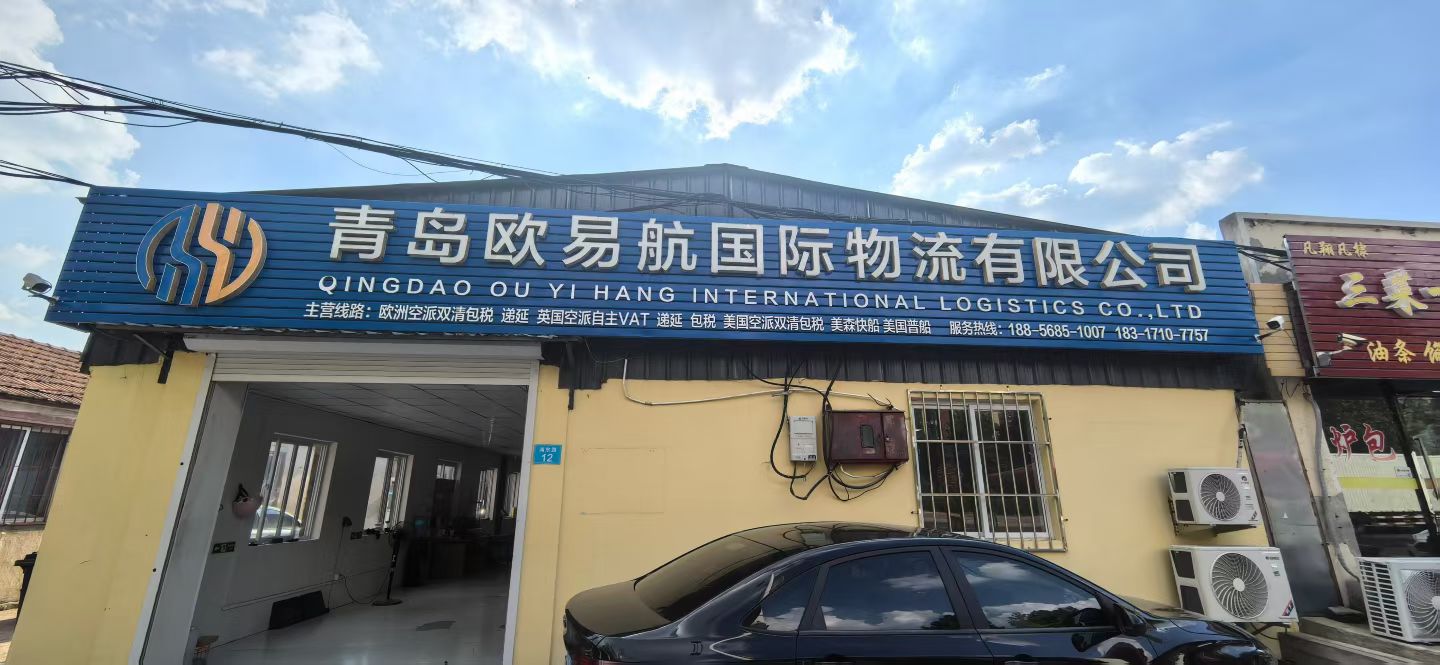 青岛欧易航国际物流有限公司
QINGDAO OU YI HANG INTERNATIONAL LOGISTICS CO.,LTD
主营线路：欧洲空派双清包税 递延 英国空派自主VAT 递延 包税 美国空派双清包税 美森快船 美国普船 服务热线：188-5685-1007 183-1710-7757
12
三
油条
炉包